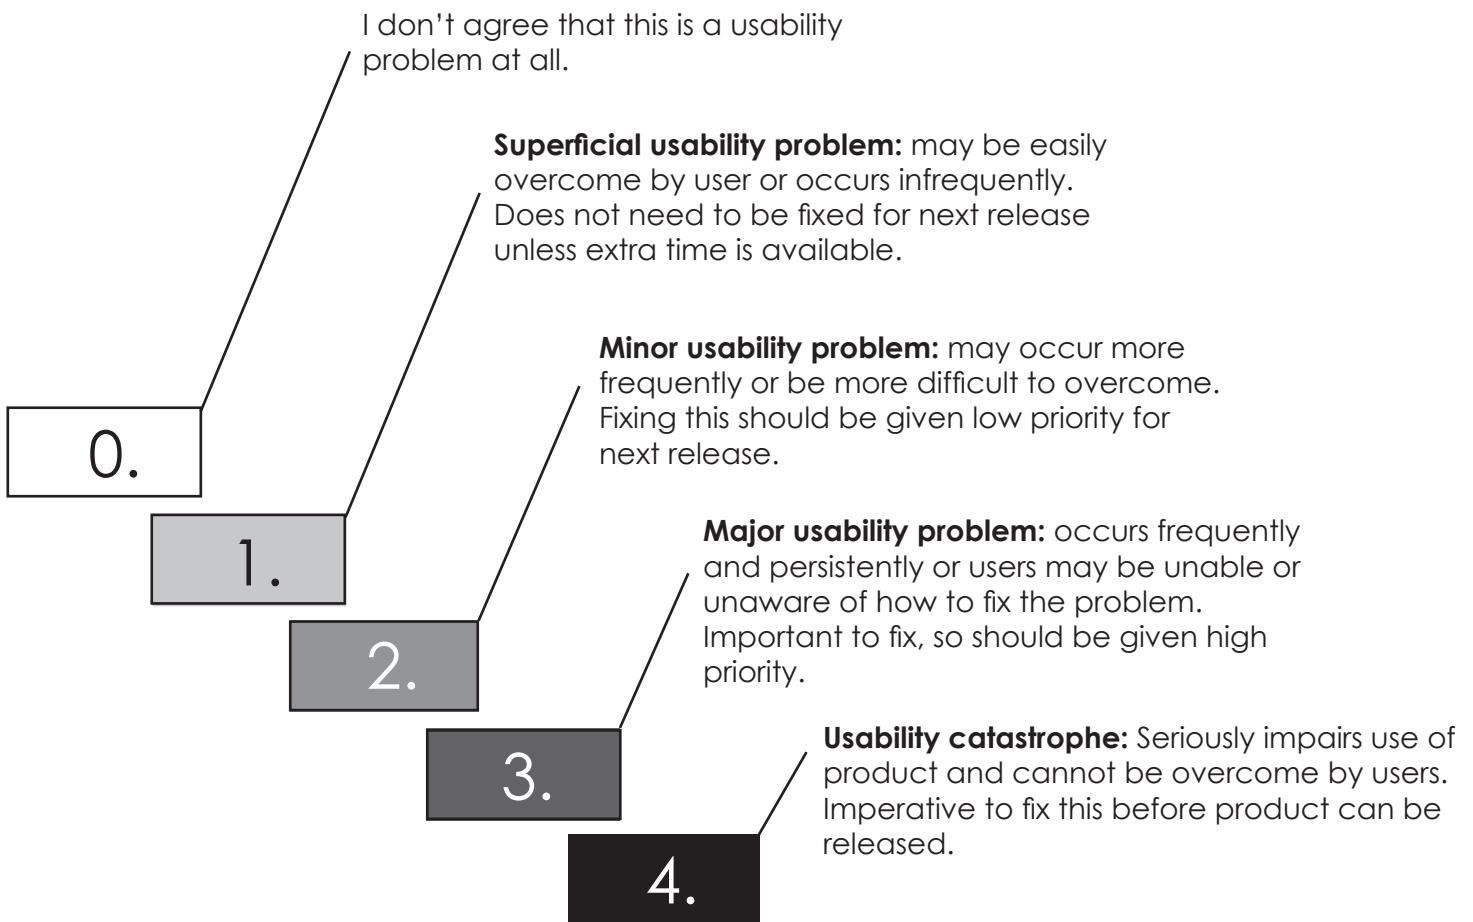 I don’t agree that this is a usability
problem at all.
Superficial usability problem: may be easily
overcome by user or occurs infrequently.
Does not need to be fixed for next release
unless extra time is available.
Minor usability problem: may occur more
frequently or be more difficult to overcome.
Fixing this should be given low priority for
next release.
0.
Major usability problem: occurs frequently
and persistently or users may be unable or
unaware of how to fix the problem.
Important to fix, so should be given high
priority.
1.
2.
Usability catastrophe: Seriously impairs use of
product and cannot be overcome by users.
Imperative to fix this before product can be
released.
3.
4.